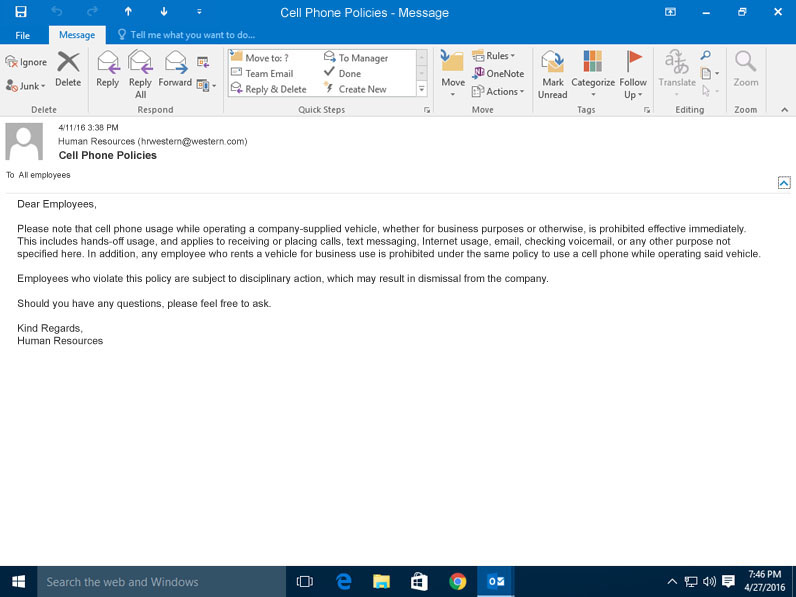 Cell Phone Policies - Message
File
Message
Tell me what you want to do...
Ignore
Junk
Delete
Reply
Reply All
Forward
Move to: ?
To Manager
Team Email
Done
Reply & Delete
Create New
Move
Rules
OneNote
Actions
Mark Unread
Categorize
Follow Up
Translate
Zoom
Delete
Respond
Quick Steps
Move
Tags
Editing
Zoom
4/11/16 3:38 PM
Human Resources (hrwestern@western.com)
Cell Phone Policies
To All employees
Dear Employees,
Please note that cell phone usage while operating a company-supplied vehicle, whether for business purposes or otherwise, is prohibited effective immediately.
This includes hands-off usage, and applies to receiving or placing calls, text messaging, Internet usage, email, checking voicemail, or any other purpose not
specified here. In addition, any employee who rents a vehicle for business use is prohibited under the same policy to use a cell phone while operating said vehicle.
Employees who violate this policy are subject to disciplinary action, which may result in dismissal from the company.
Should you have any questions, please feel free to ask.
Kind Regards,
Human Resources
Search the web and Windows
7:46 PM
4/27/2016